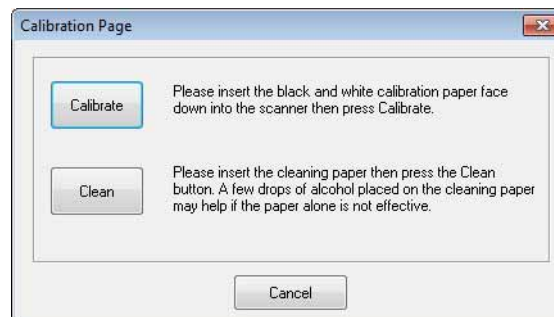 Calibration Page
Calibrate
Please insert the black and white calibration paper face
down into the scanner then press Calibrate.
Clean
Please insert the cleaning paper then press the Clean
button. A few drops of alcohol placed on the cleaning paper
may help if the paper alone is not effective.
Cancel